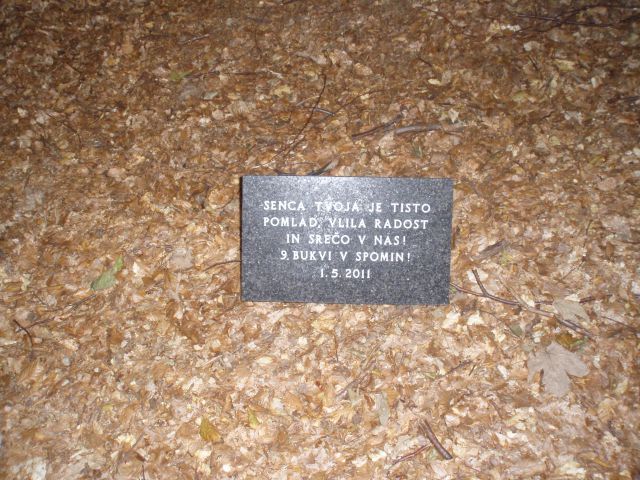 SENCA TVOJA JE TISTO
POMLAD, VLILA RADOST
IN SREČO V NAS!
9. BUKVI V SPOMIN!
1. 5. 2011